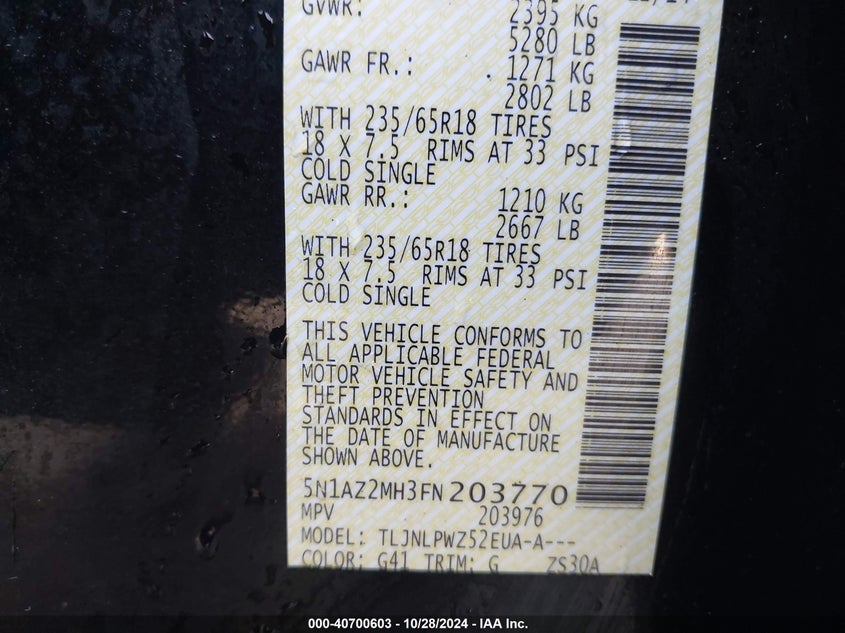 GVWR: 2395 KG
5280 LB
GAWR FR.: 1271 KG
2802 LB
WITH 235/65R18 TIRES
18 X 7.5 RIMS AT 33 PSI
COLD SINGLE
GAWR RR.: 1210 KG
2667 LB
WITH 235/65R18 TIRES
18 X 7.5 RIMS AT 33 PSI
COLD SINGLE
THIS VEHICLE CONFORMS TO
ALL APPLICABLE FEDERAL
MOTOR VEHICLE SAFETY AND
THEFT PREVENTION
STANDARDS IN EFFECT ON
THE DATE OF MANUFACTURE
SHOWN ABOVE.
5N1AZ2MH3FN203770
MPV 203976
MODEL: TLJNLPWZ52EUA-A---
COLOR: G41 TRIM: G ZS30A
000-40700603 - 10/28/2024 - IAA Inc.